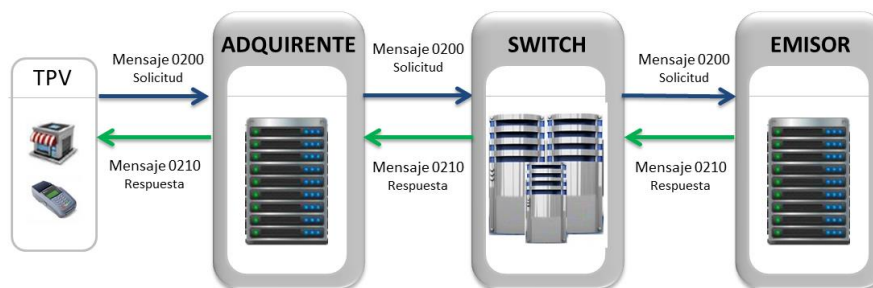 TPV
Mensaje 0200
Solicitud
Mensaje 0210
Respuesta
ADQUIRENTE
Mensaje 0200
Solicitud
Mensaje 0210
Respuesta
SWITCH
Mensaje 0200
Solicitud
Mensaje 0210
Respuesta
EMISOR